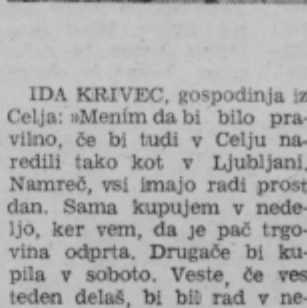 IDA KRIVEC, gospodinja iz
Celja: »Menim da bi bilo pra-
vilno, če bi tudi v Celju na-
redili tako kot v Ljubljani.
Namreč, vsi imajo radi prost
dan. Sama kupujem v nede-
ljo, ker vem, da je pač trgo-
vina odprta. Drugače bi ku-
pila v soboto. Veste, če ves
teden delaš, bi bil rad v ne